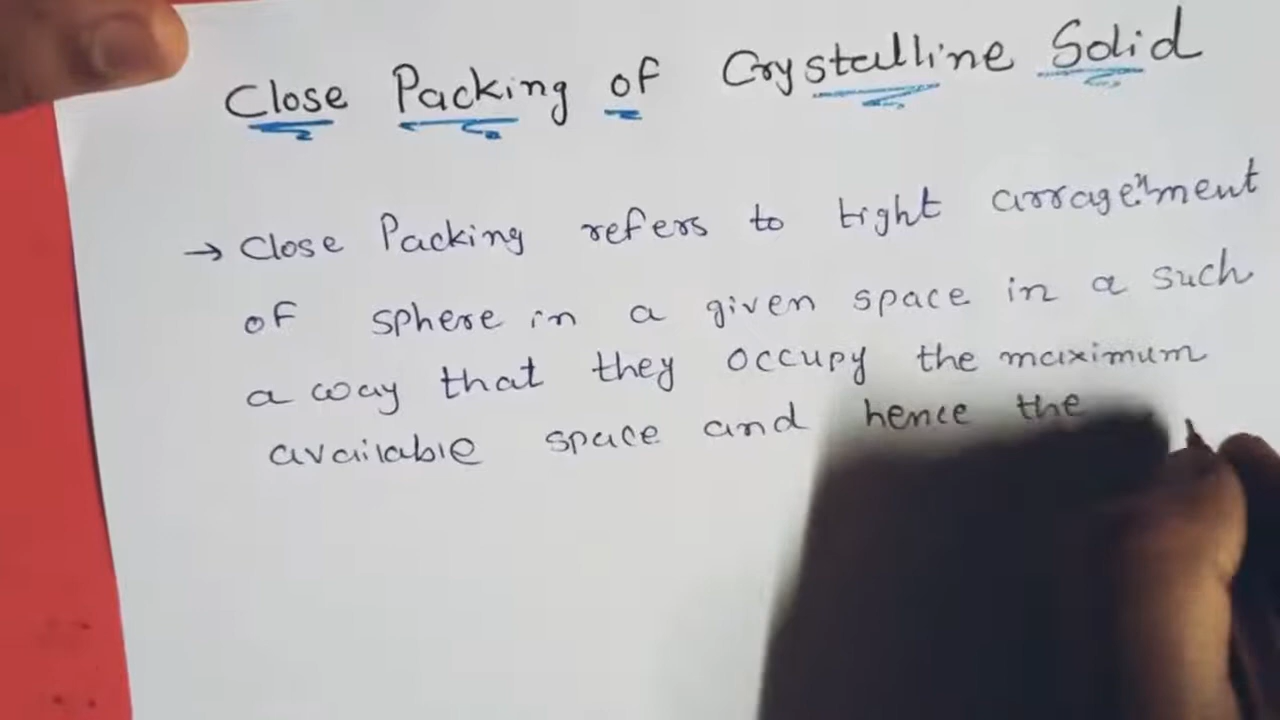 Close Packing of Crystalline Solid
→ Close Packing refers to tight arragenment
of sphere in a given space in a such
a way that they occupy the maximum
available space and hence the